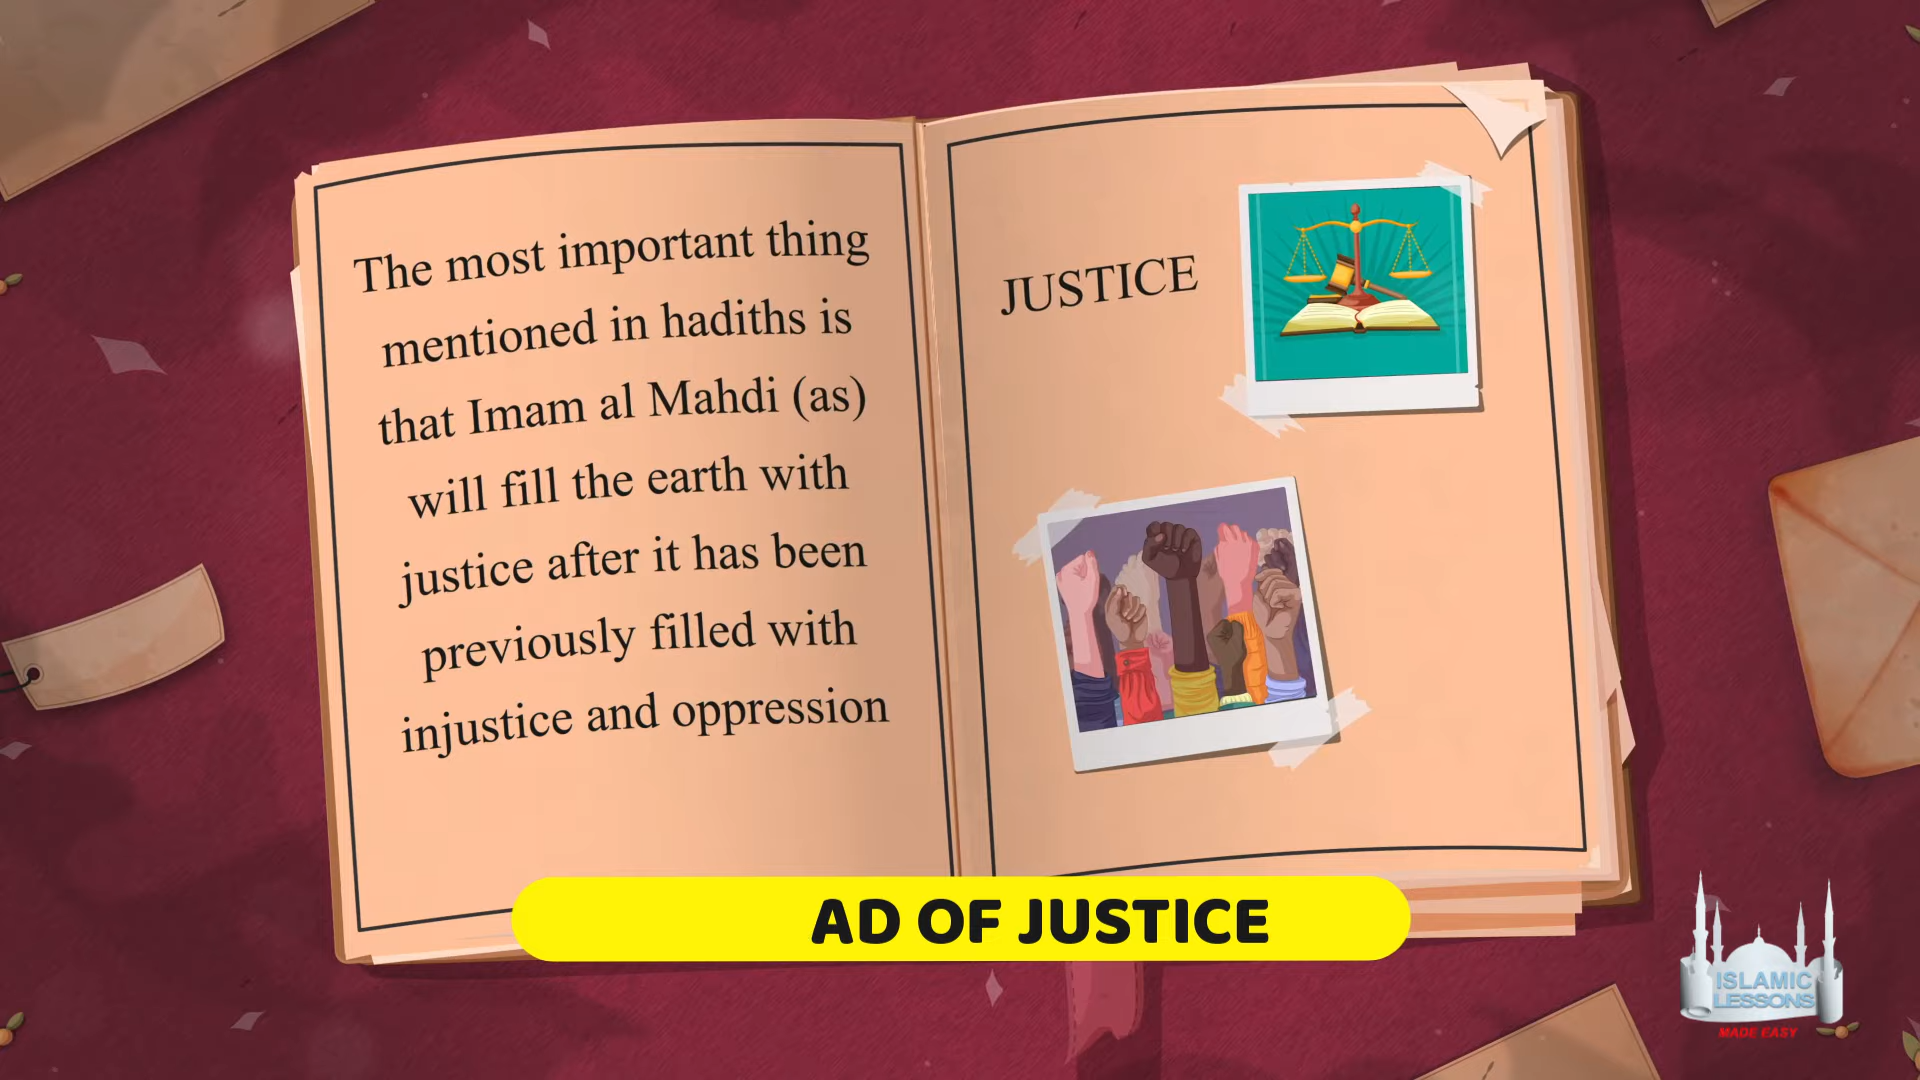 The most important thing
mentioned in hadiths is
that Imam al Mahdi (as)
will fill the earth with
justice after it has been
previously filled with
injustice and oppression
JUSTICE
AD OF JUSTICE
ISLAMIC
LESSONS
MADE EASY